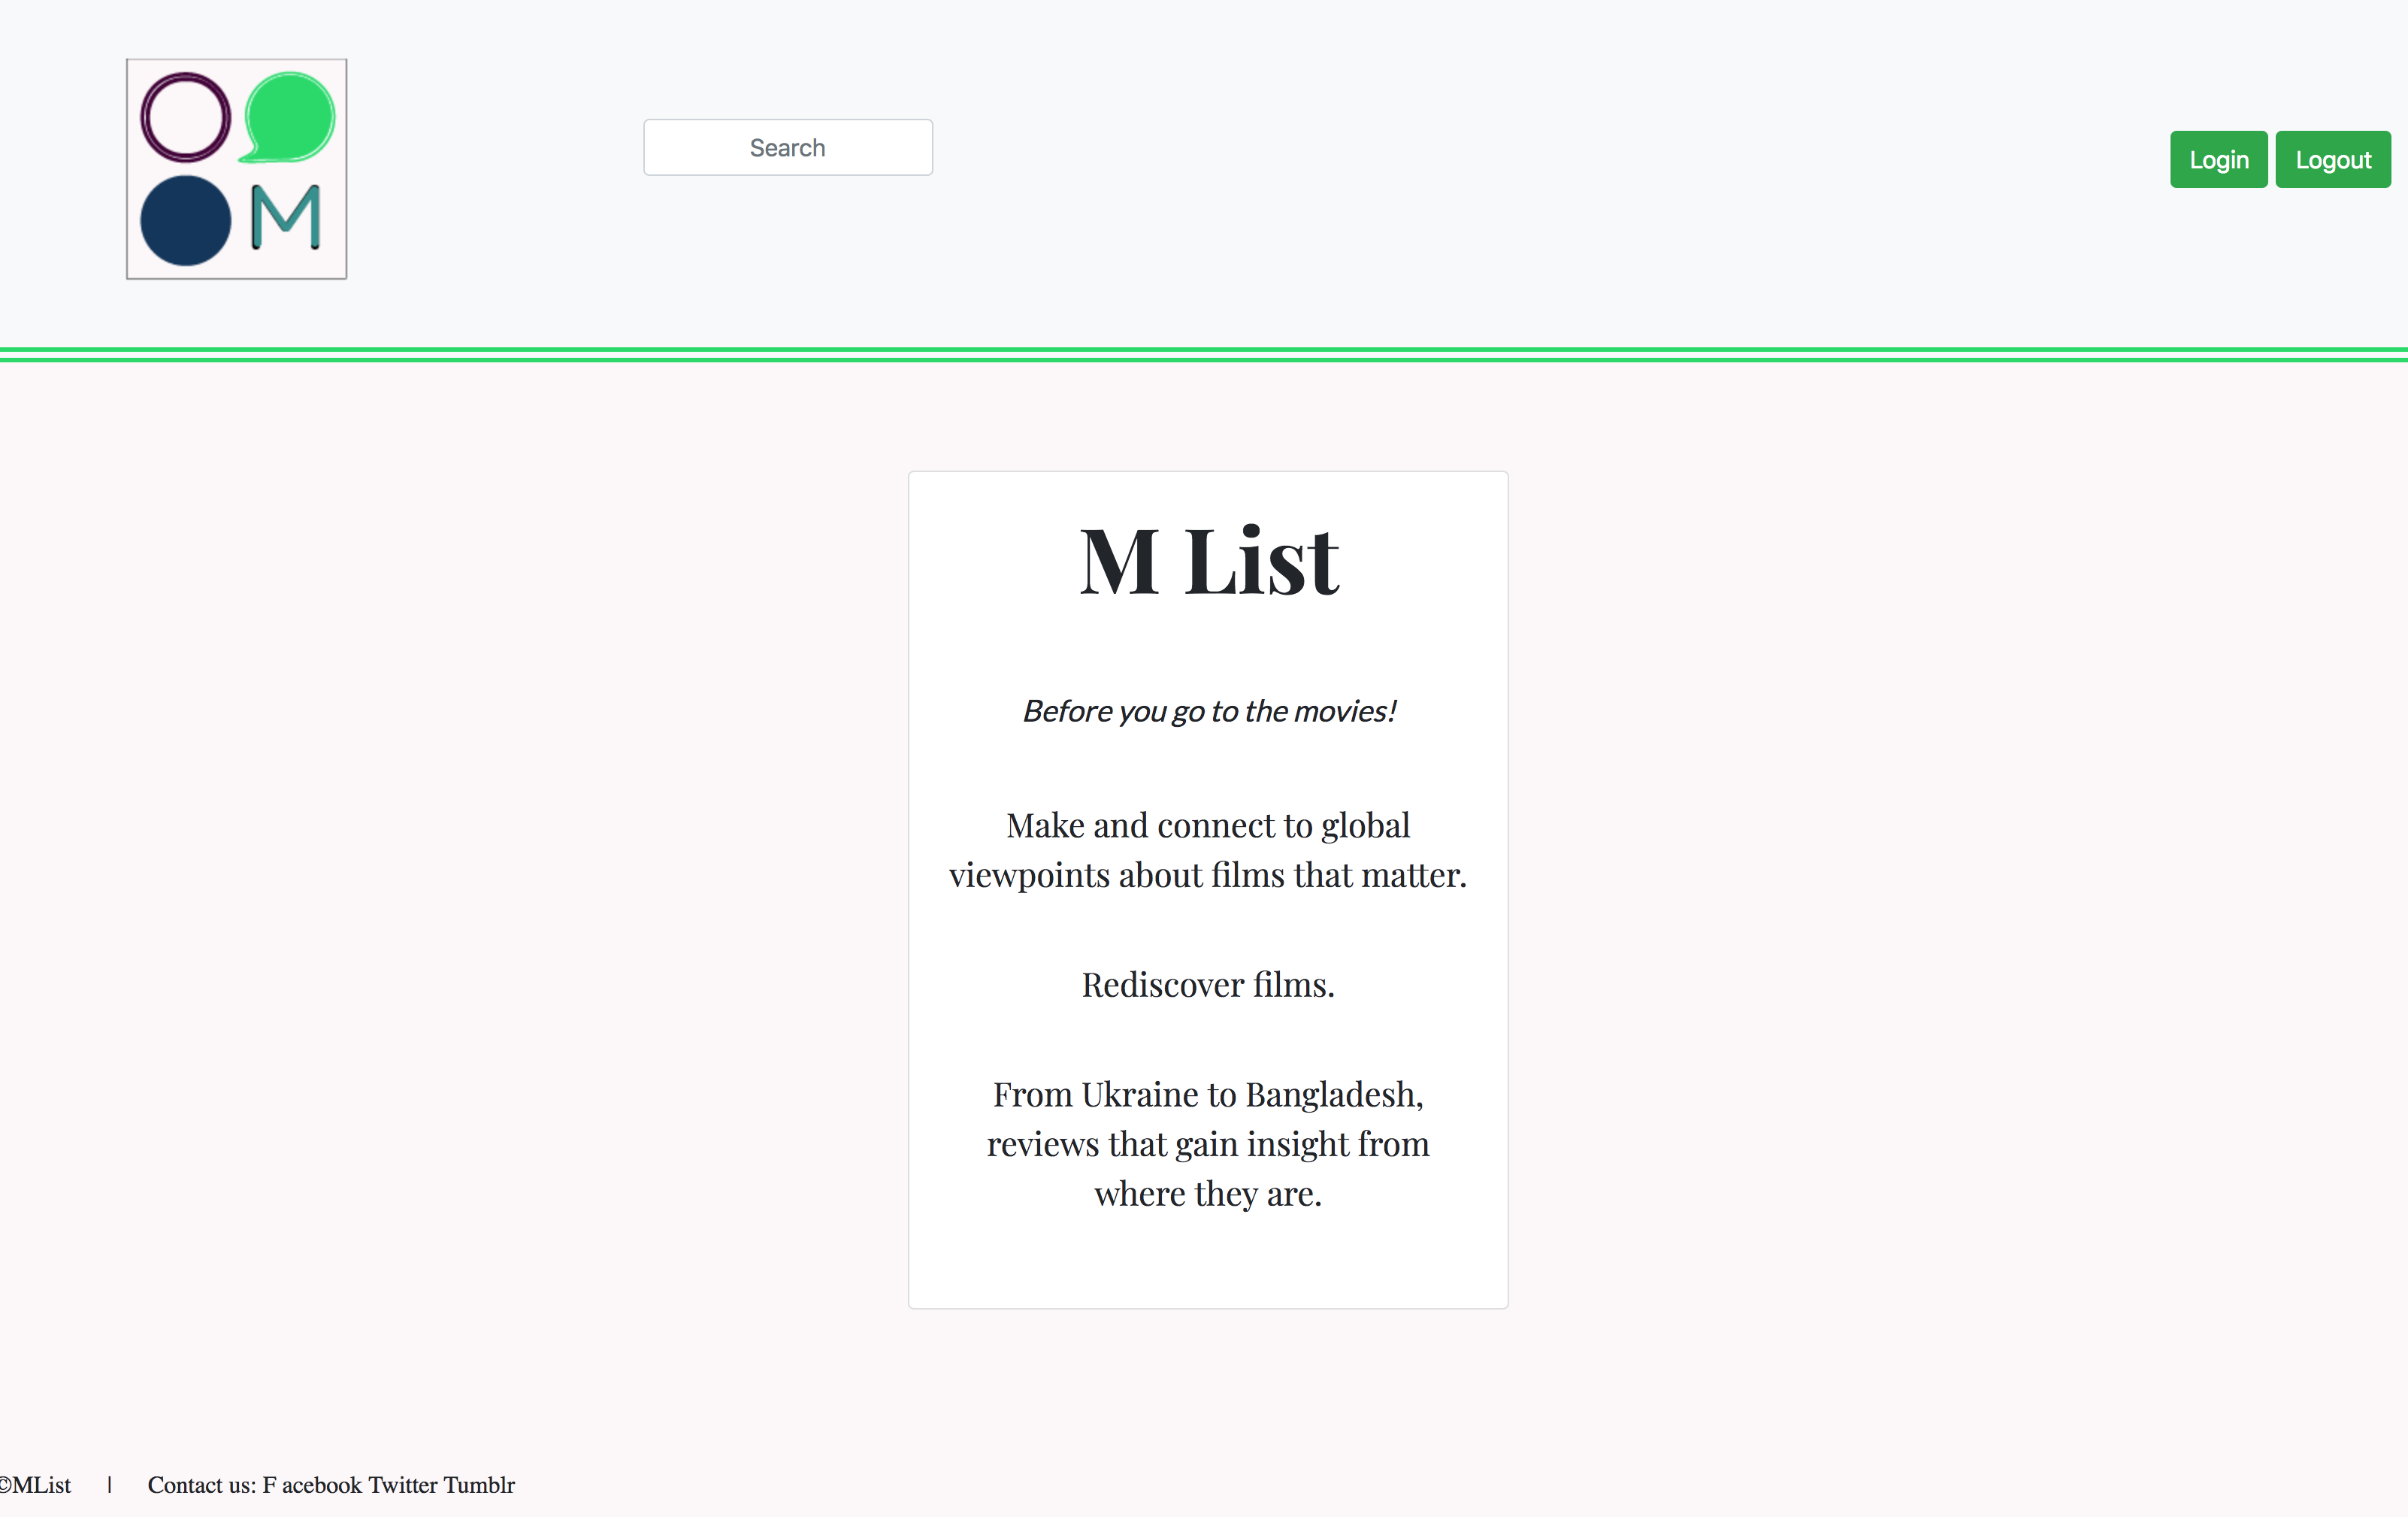 M
Search
Login
Logout
M List
Before you go to the movies!
Make and connect to global
viewpoints about films that matter.
Rediscover films.
From Ukraine to Bangladesh,
reviews that gain insight from
where they are.
©MList | Contact us: F acebook Twitter Tumblr